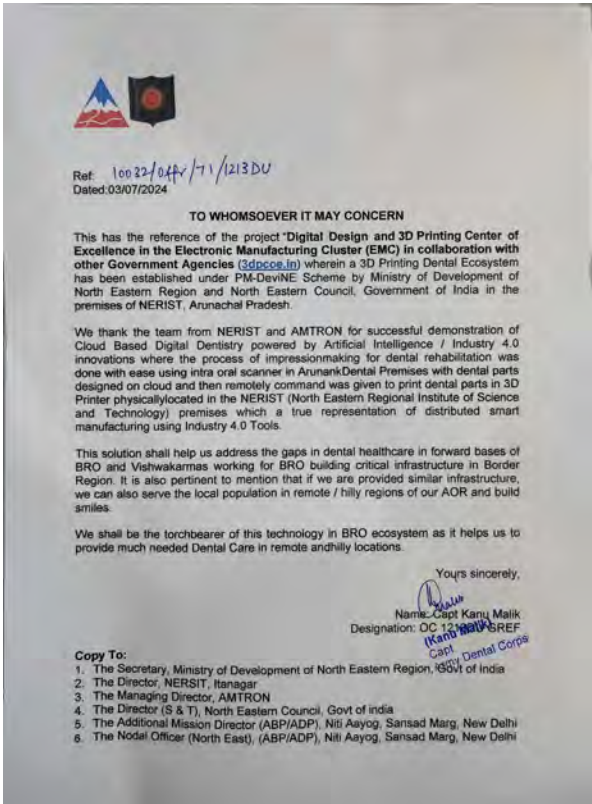 Ref: 10032/Offr/71/1213DU
Dated:03/07/2024
TO WHOMSOEVER IT MAY CONCERN
This has the reference of the project "Digital Design and 3D Printing Center of
Excellence in the Electronic Manufacturing Cluster (EMC) in collaboration with
other Government Agencies (3dpcoe.in) wherein a 3D Printing Dental Ecosystem
has been established under PM-DevINE Scheme by Ministry of Development of
North Eastern Region and North Eastern Council, Government of India in the
premises of NERIST, Arunachal Pradesh.
We thank the team from NERIST and AMTRON for successful demonstration of
Cloud Based Digital Dentistry powered by Artificial Intelligence / Industry 4.0
innovations where the process of impressionmaking for dental rehabilitation was
done with ease using intra oral scanner in ArunankDental Premises with dental parts
designed on cloud and then remotely command was given to print dental parts in 3D
Printer physicallylocated in the NERIST (North Eastern Regional Institute of Science
and Technology) premises which a true representation of distributed smart
manufacturing using Industry 4.0 Tools.
This solution shall help us address the gaps in dental healthcare in forward bases of
BRO and Vishwakarmas working for BRO building critical infrastructure in Border
Region. It is also pertinent to mention that if we are provided similar infrastructure,
we can also serve the local population in remote / hilly regions of our AOR and build
smiles.
We shall be the torchbearer of this technology in BRO ecosystem as it helps us to
provide much needed Dental Care in remote andhilly locations.
Yours sincerely,
Name: Capt Kanu Malik
Designation: OC GREF
(Kanu Malik)
Capt
Army Dental Corps
Copy To:
1. The Secretary, Ministry of Development of North Eastern Region, Govt of India
2. The Director, NERSIT, Itanagar
3. The Managing Director, AMTRON
4. The Director (S & T), North Eastern Council, Govt of india
5. The Additional Mission Director (ABP/ADP), Niti Aayog, Sansad Marg, New Delhi
6. The Nodal Officer (North East), (ABP/ADP), Niti Aayog, Sansad Marg, New Delhi